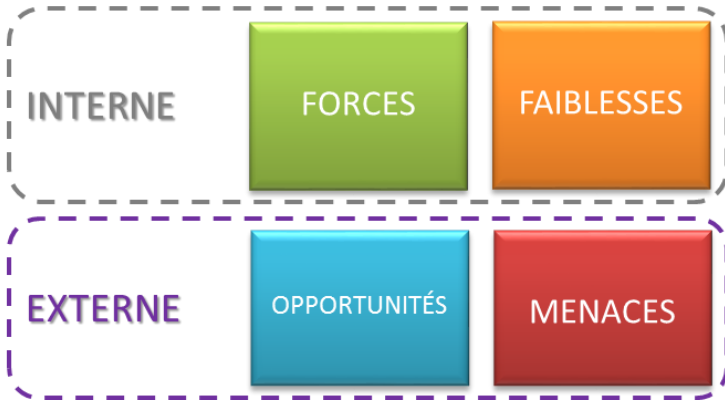 INTERNE
FORCES
FAIBLESSES
EXTERNE
OPPORTUNITÉS
MENACES